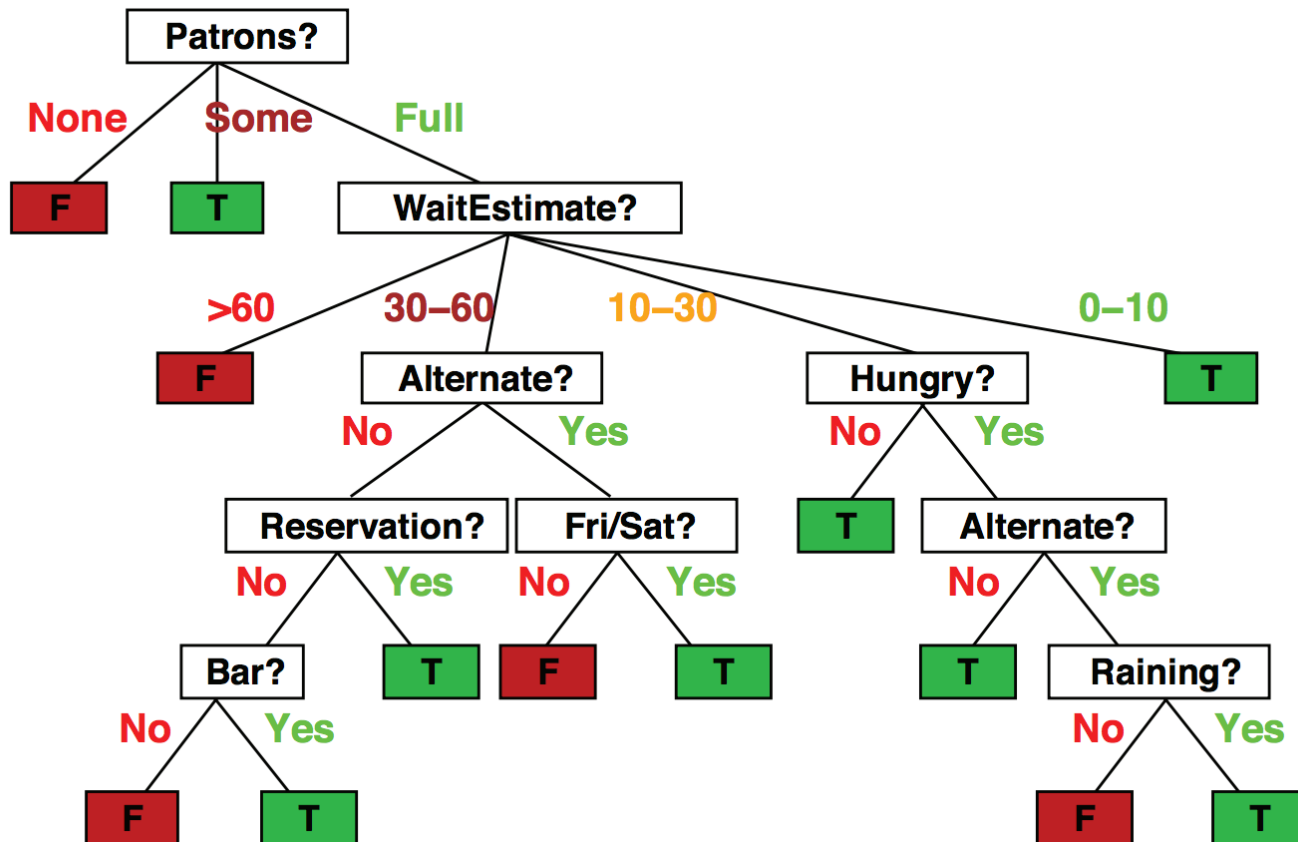 Patrons?
None Some Full
F T WaitEstimate?
>60 30–60 10–30 0–10
F Alternate? Hungry? T
No Yes No Yes
Reservation? Fri/Sat? T Alternate?
No Yes No Yes No Yes
Bar? T F T T Raining?
No Yes No Yes
F T F T